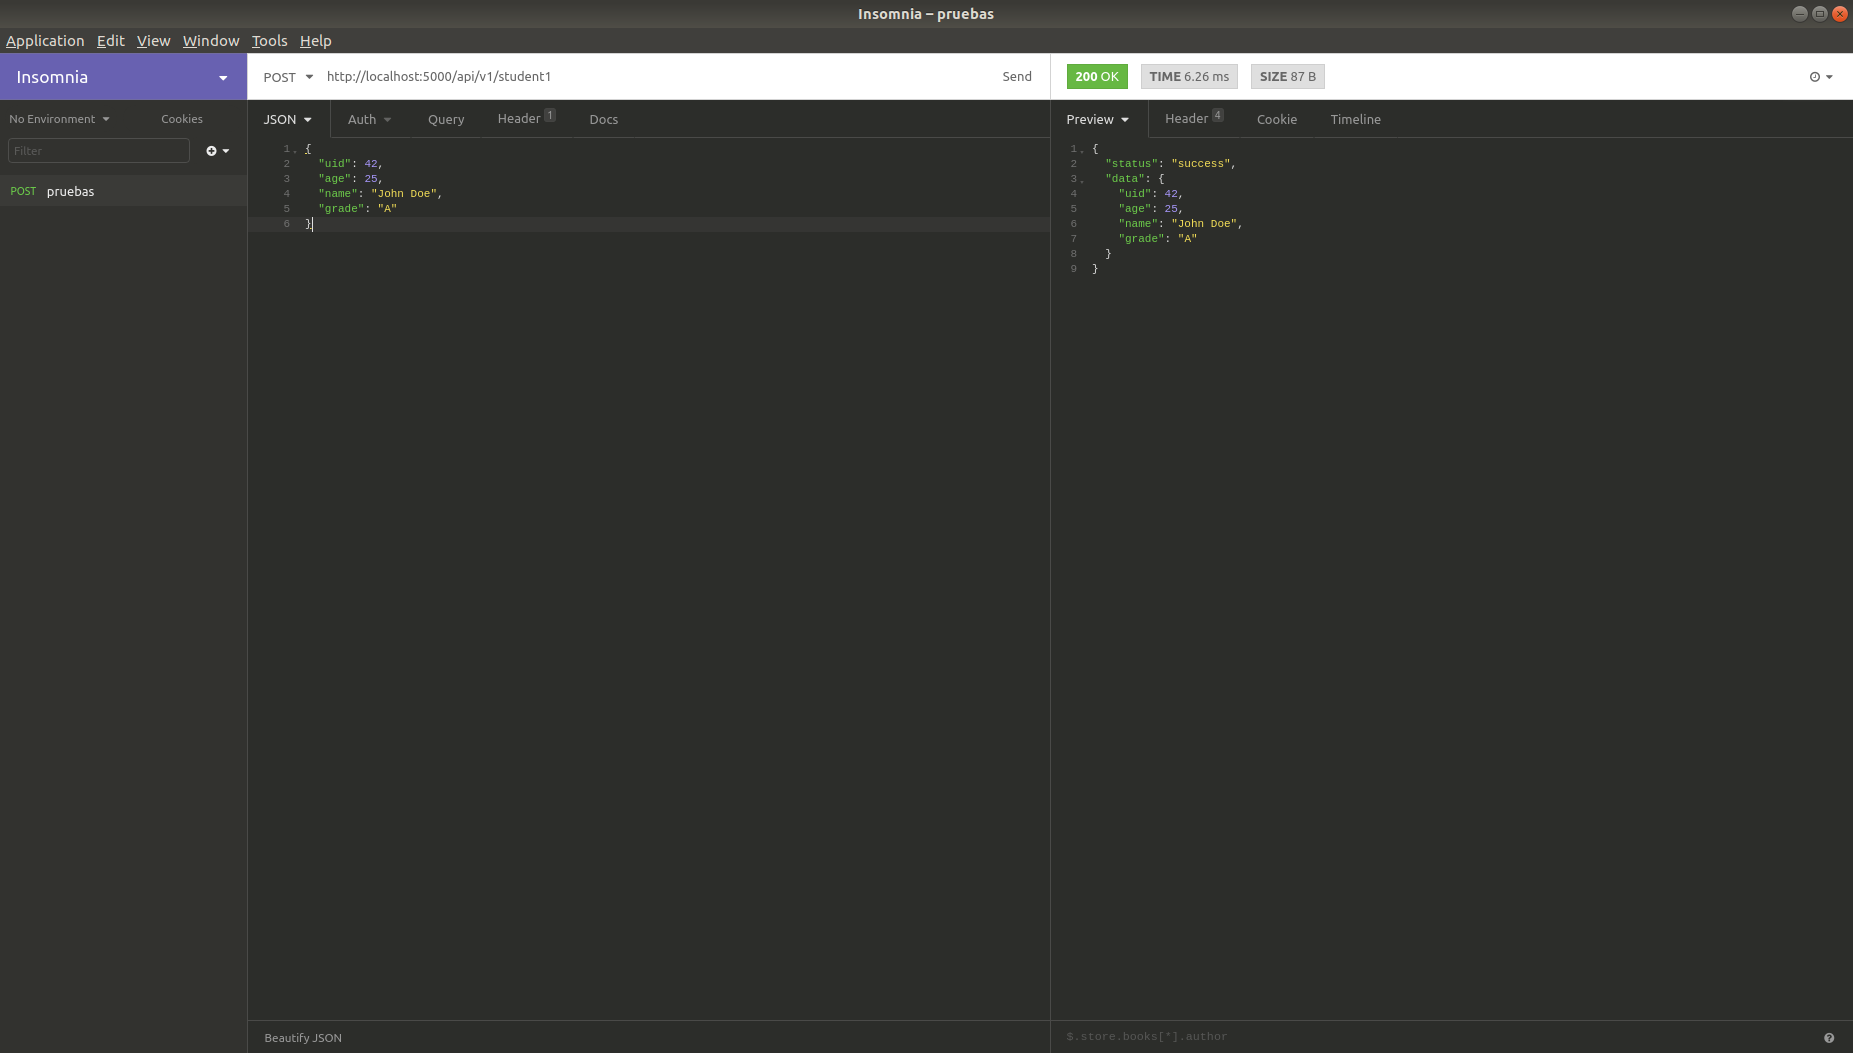 Insomnia – pruebas
Application Edit View Window Tools Help
Insomnia
POST http://localhost:5000/api/v1/student1 Send
200 OK TIME 6.26 ms SIZE 87 B
No Environment Cookies
Filter
POST pruebas
JSON Auth Query Header 1 Docs
1 {
2 "uid": 42,
3 "age": 25,
4 "name": "John Doe",
5 "grade": "A"
6 }
Beautify JSON
Preview Header 4 Cookie Timeline
1 {
2 "status": "success",
3 "data": {
4 "uid": 42,
5 "age": 25,
6 "name": "John Doe",
7 "grade": "A"
8 }
9 }
$.store.books[*].author